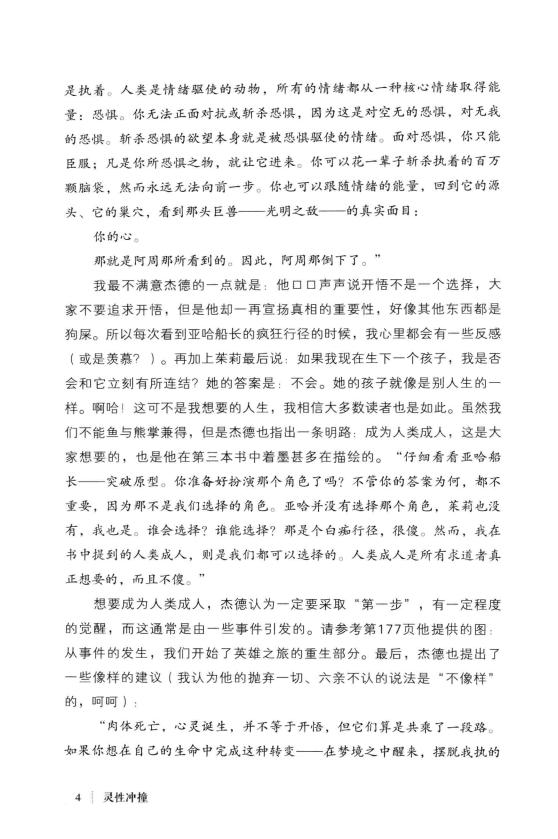 是执着。人类是情绪驱使的动物，所有的情绪都从一种核心情绪取得能
量：恐惧。你无法正面对抗或斩杀恐惧，因为这是对空无的恐惧，对无我
的恐惧。斩杀恐惧的欲望本身就是被恐惧驱使的情绪。面对恐惧，你只能
臣服；凡是你所恐惧之物，就让它进来。你可以花一辈子斩杀执着的百万
颗脑袋，然而永远无法向前一步。你也可以跟随情绪的能量，回到它的源
头、它的巢穴，看到那头巨兽——光明之敌——的真实面目：
你的心。
那就是阿周那所看到的。因此，阿周那倒下了。”
我最不满意杰德的一点就是：他口口声声说开悟不是一个选择，大
家不要追求开悟，但是他却一再宣扬真相的重要性，好像其他东西都是
狗屎。所以每次看到亚哈船长的疯狂行径的时候，我心里都会有一些反感
（或是羡慕？）。再加上茱莉最后说：如果我现在生下一个孩子，我是否
会和它立刻有所连结？她的答案是：不会。她的孩子就像是别人生的一
样。啊哈！这可不是我想要的人生，我相信大多数读者也是如此。虽然我
们不能鱼与熊掌兼得，但是杰德也指出一条明路：成为人类成人，这是大
家想要的，也是他在第三本书中着墨甚多在描绘的。“仔细看看亚哈船
长——突破原型。你准备好扮演那个角色了吗？不管你的答案为何，都不
重要，因为那不是我们选择的角色。亚哈并没有选择那个角色，茱莉也没
有，我也是。谁会选择？谁能选择？那是个白痴行径，很傻。然而，我在
书中提到的人类成人，则是我们都可以选择的。人类成人是所有求道者真
正想要的，而且不傻。”
想要成为人类成人，杰德认为一定要采取“第一步”，有一定程度
的觉醒，而这通常是由一些事件引发的。请参考第177页他提供的图：
从事件的发生，我们开始了英雄之旅的重生部分。最后，杰德也提出了
一些像样的建议（我认为他的抛弃一切、六亲不认的说法是“不像样”
的，呵呵）：
“肉体死亡，心灵诞生，并不等于开悟，但它们算是共乘了一段路。
如果你想在自己的生命中完成这种转变——在梦境之中醒来，摆脱我执的
4 灵性冲撞